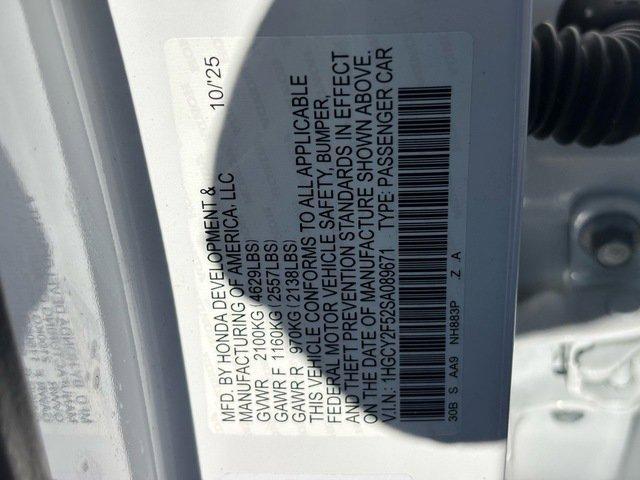 MFD. BY HONDA DEVELOPMENT & 10/'25
MANUFACTURING OF AMERICA, LLC
GVWR 2100KG (4629LBS)
GAWR F 1160KG (2557LBS)
GAWR R 970KG (2138LBS)
THIS VEHICLE CONFORMS TO ALL APPLICABLE
FEDERAL MOTOR VEHICLE SAFETY, BUMPER,
AND THEFT PREVENTION STANDARDS IN EFFECT
ON THE DATE OF MANUFACTURE SHOWN ABOVE.
V.I.N.: 1HGCY2F52SA089671 TYPE: PASSENGER CAR
30B S AA9 NH883P Z A